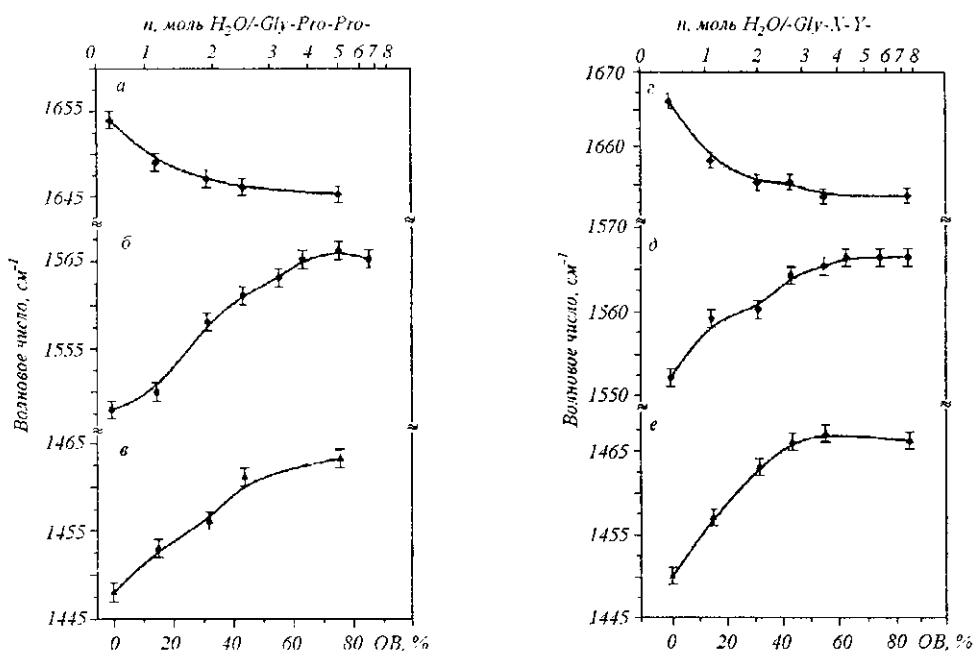 n, моль H₂O/-Gly-Pro-Pro-
0 1 2 3 4 5 6 7 8
а
1655
1645
б
1565
1555
в
1465
1455
1445
0 20 40 60 80 ОВ, %
Волновое число, см⁻¹
n, моль H₂O/-Gly-X-Y-
0 1 2 3 4 5 6 7 8
1670
г
1660
1570
д
1560
1550
е
1465
1455
1445
0 20 40 60 80 ОВ, %
Волновое число, см⁻¹